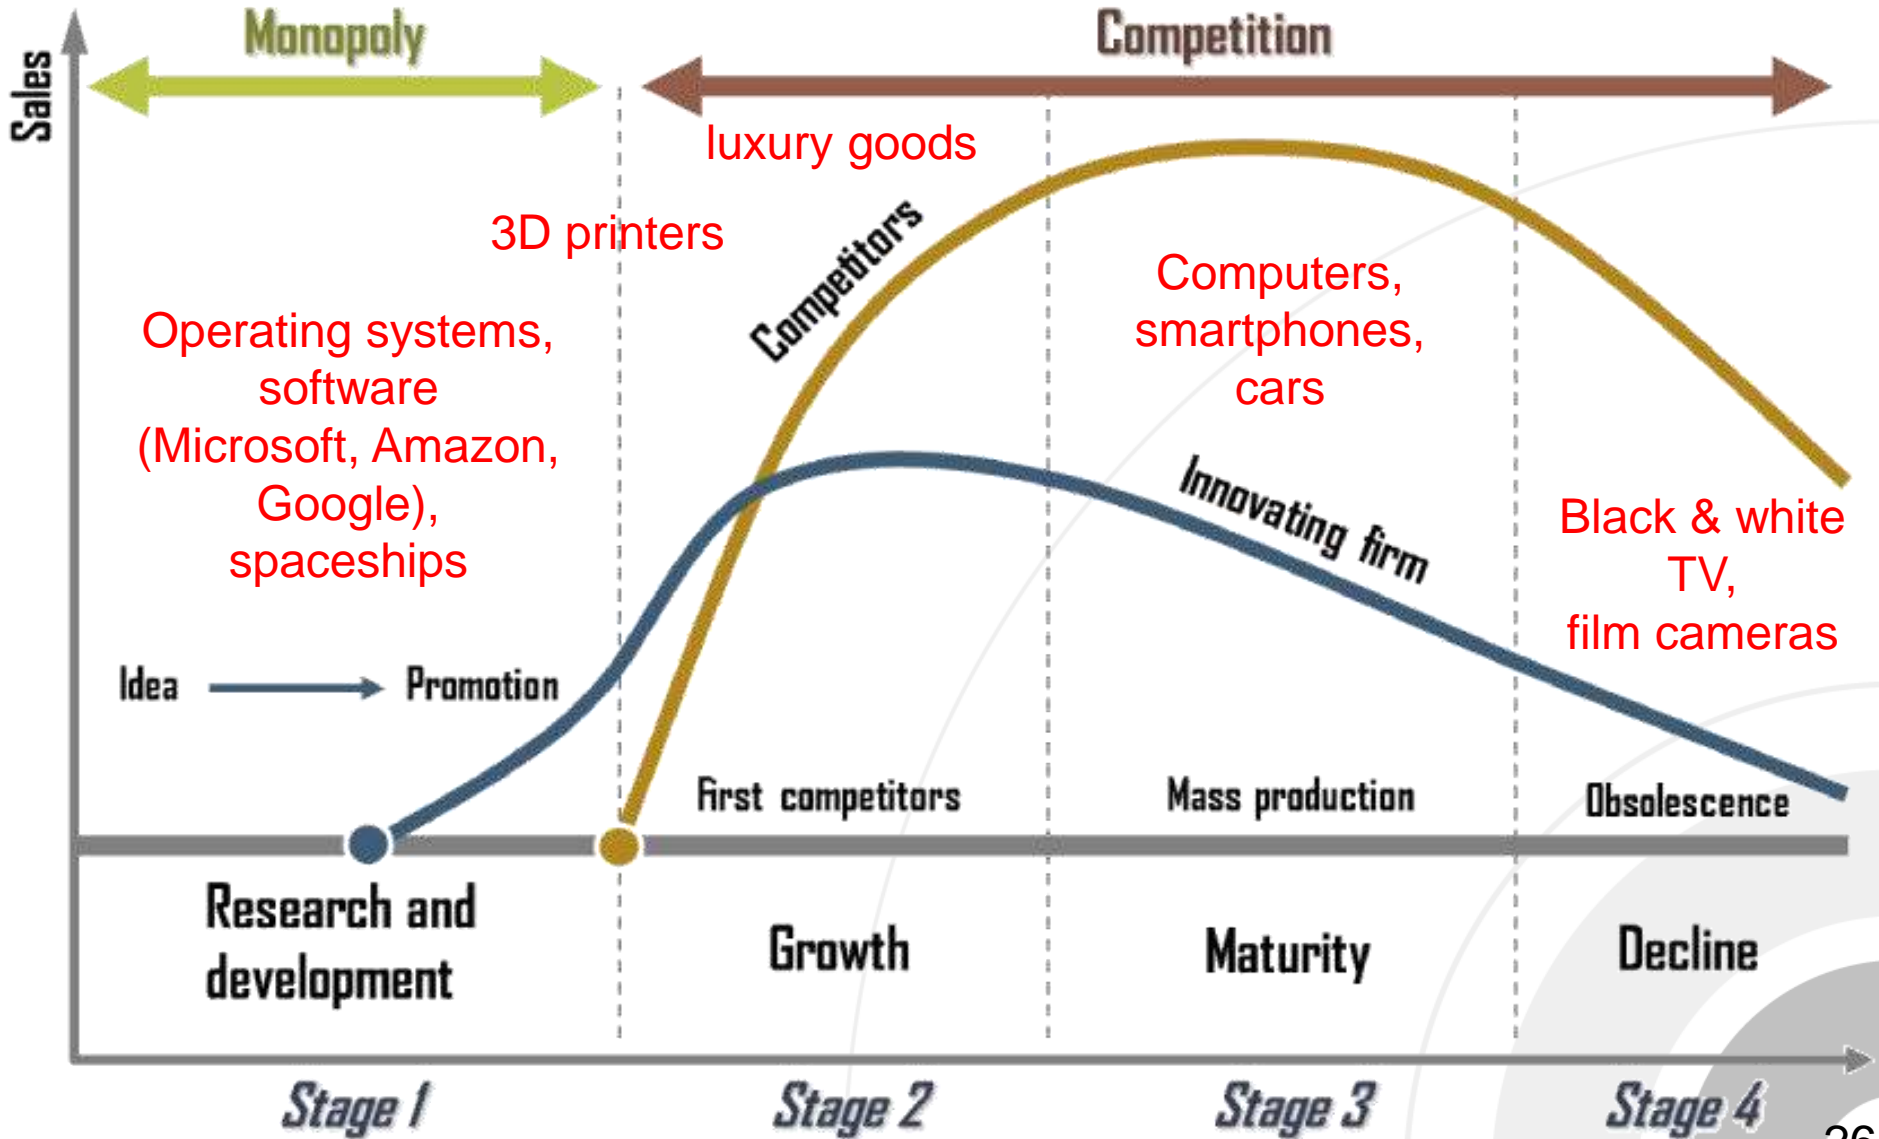 Monopoly
Competition
Sales
luxury goods
3D printers
Competitors
Operating systems,
software
(Microsoft, Amazon,
Google),
spaceships
Computers,
smartphones,
cars
Innovating firm
Black & white
TV,
film cameras
Idea
Promotion
First competitors
Mass production
Obsolescence
Research and
development
Growth
Maturity
Decline
Stage 1
Stage 2
Stage 3
Stage 4
26